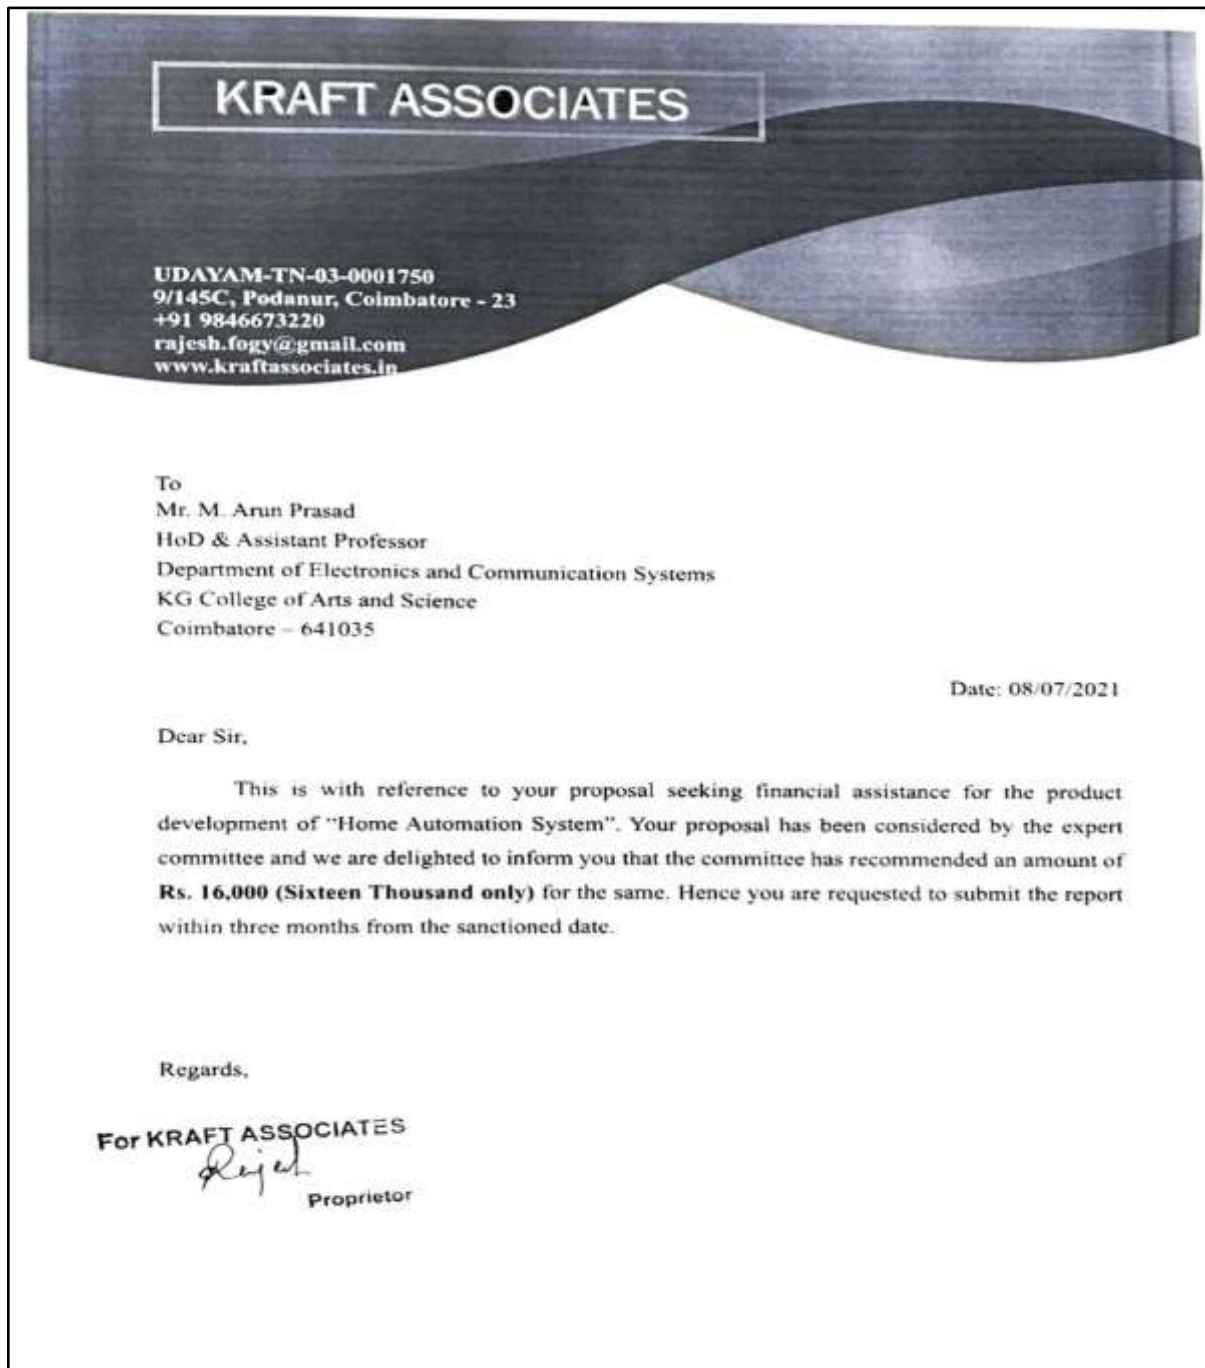 KRAFT ASSOCIATES
UDAYAM-TN-03-0001750
9/145C, Podanur, Coimbatore - 23
+91 9846673220
rajesh.fogy@gmail.com
www.kraftassociates.in
To
Mr. M. Arun Prasad
HoD & Assistant Professor
Department of Electronics and Communication Systems
KG College of Arts and Science
Coimbatore – 641035
Date: 08/07/2021
Dear Sir,
This is with reference to your proposal seeking financial assistance for the product
development of “Home Automation System”. Your proposal has been considered by the expert
committee and we are delighted to inform you that the committee has recommended an amount of
Rs. 16,000 (Sixteen Thousand only) for the same. Hence you are requested to submit the report
within three months from the sanctioned date.
Regards,
For KRAFT ASSOCIATES
Rajesh
Proprietor